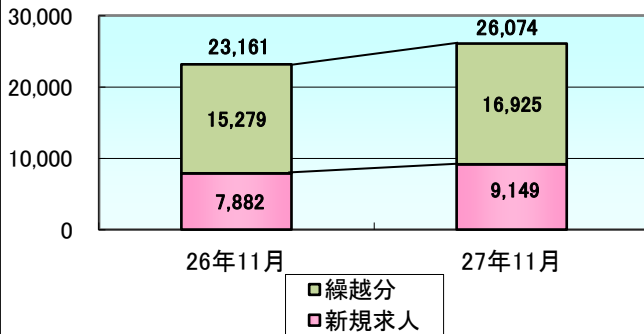 30,000
20,000
10,000
0
23,161
15,279
7,882
26,074
16,925
9,149
26年11月
27年11月
繰越分
新規求人